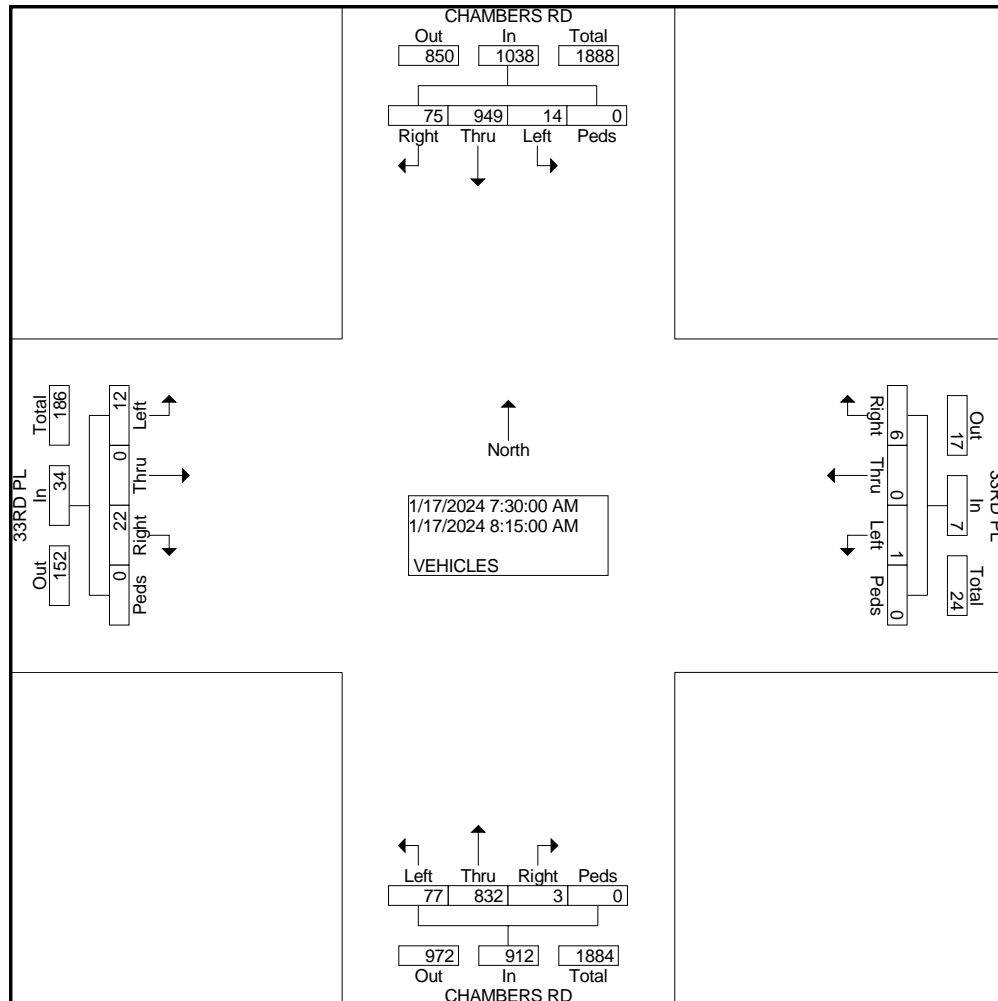 CHAMBERS RD
Out In Total
850 1038 1888
75 949 14 0
Right Thru Left Peds
33RD PL
Total In Out
186 34 152
12 0 22 0
Left Thru Right Peds
North
1/17/2024 7:30:00 AM
1/17/2024 8:15:00 AM
VEHICLES
Right Thru Left Peds
6 0 1 0
Out In Total
17 7 24
33RD PL
Left Thru Right Peds
77 832 3 0
972 912 1884
Out In Total
CHAMBERS RD